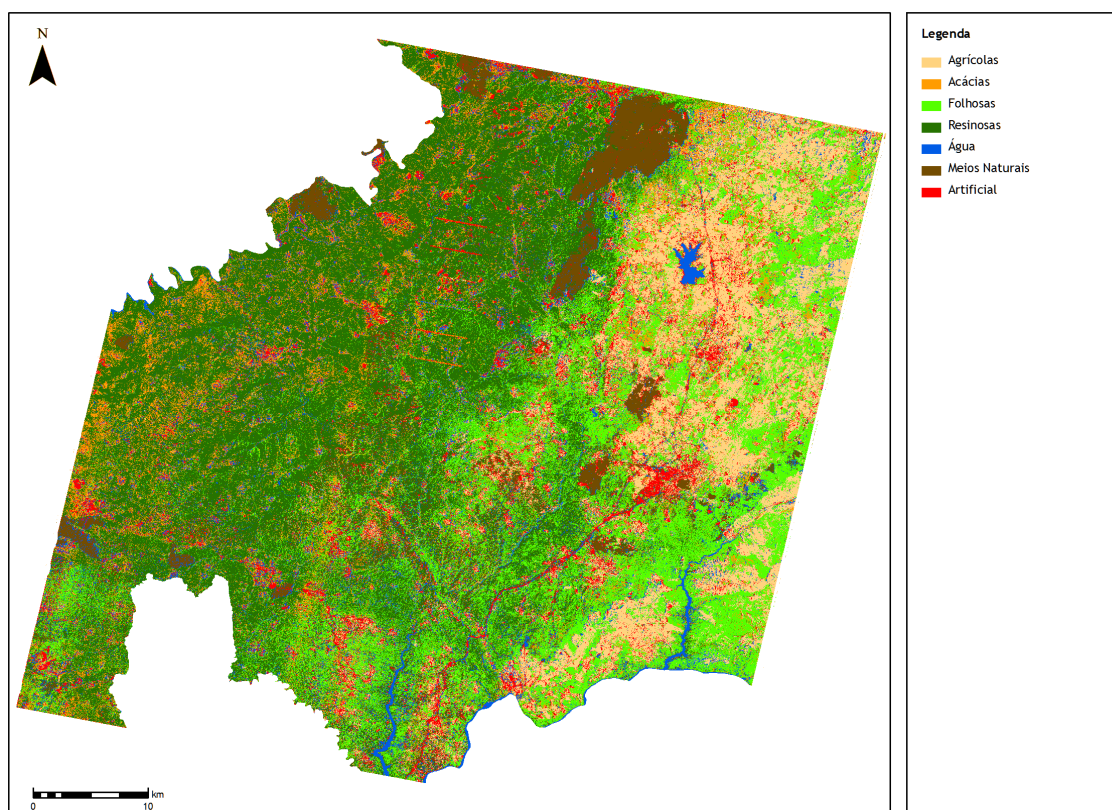 N
Legenda
Agrícolas
Acácias
Folhosas
Resinosas
Água
Meios Naturais
Artificial
km
0 10